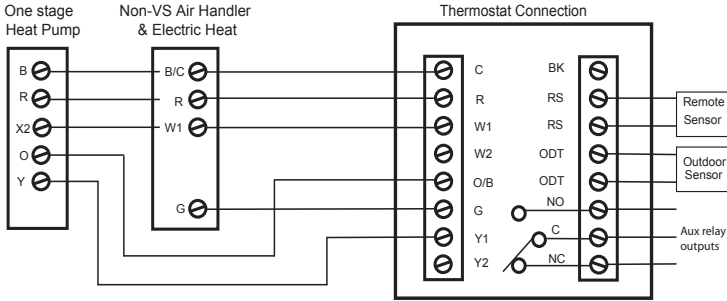 One stage
Heat Pump
Non-VS Air Handler
& Electric Heat
Thermostat Connection
B
R
X2
O
Y
B/C
R
W1
G
C
R
W1
W2
O/B
G
Y1
Y2
BK
RS
RS
ODT
ODT
NO
C
NC
Remote
Sensor
Outdoor
Sensor
Aux relay
outputs